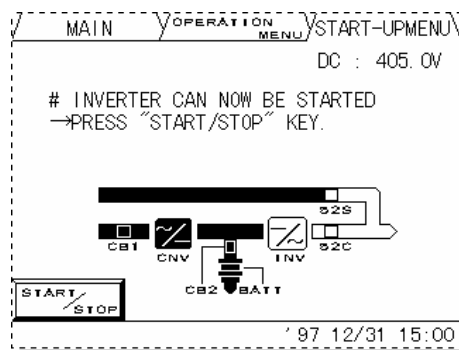 MAIN
OPERATION MENU
START-UPMENU
DC : 405.0V
# INVERTER CAN NOW BE STARTED
→PRESS ˝START/STOP˝ KEY.
52S
CB1
CNV
INV
52C
CB2
BATT
START/STOP
'97 12/31 15:00